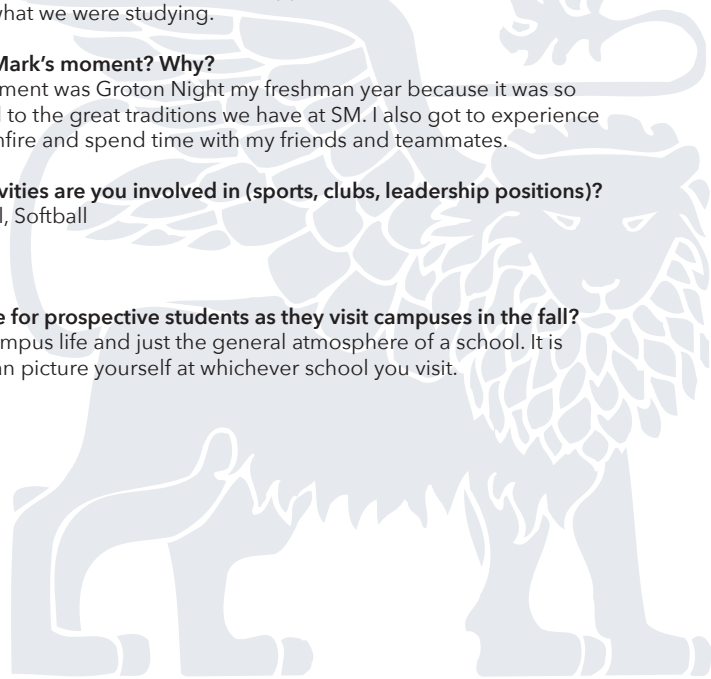 what we were studying.
Mark's moment? Why?
ment was Groton Night my freshman year because it was so
to the great traditions we have at SM. I also got to experience
nfire and spend time with my friends and teammates.
vities are you involved in (sports, clubs, leadership positions)?
l, Softball
e for prospective students as they visit campuses in the fall?
mpus life and just the general atmosphere of a school. It is
an picture yourself at whichever school you visit.